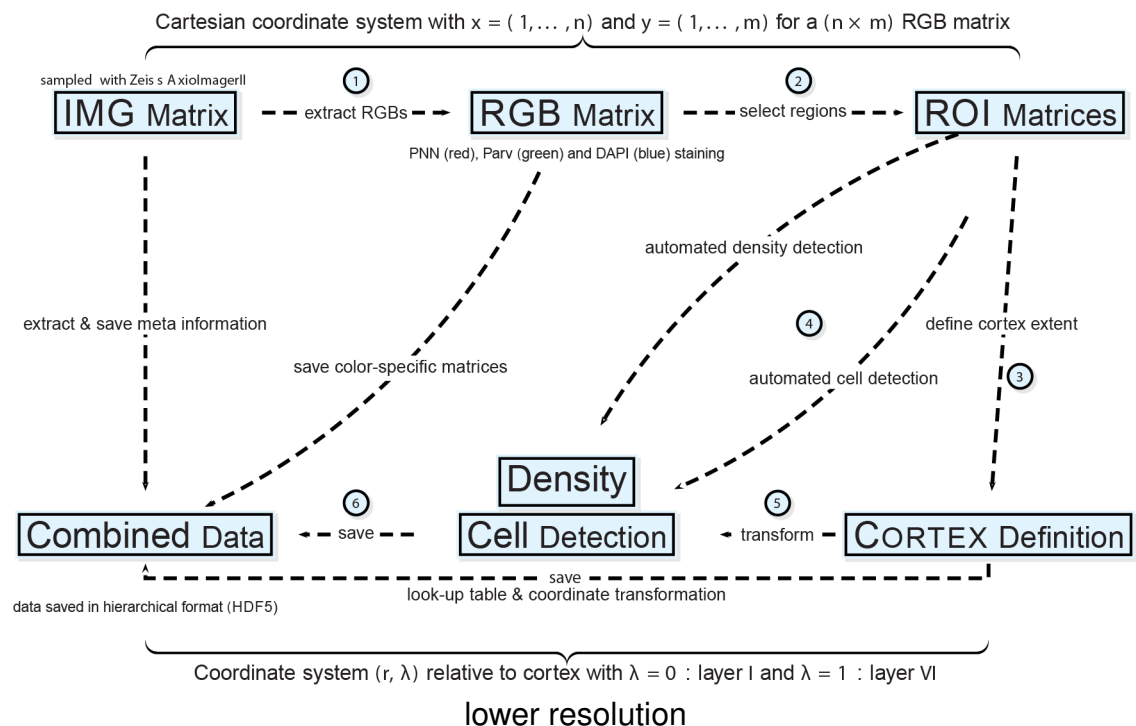 Cartesian coordinate system with x = ( 1,... ,n) and y = (1,... ,m) for a (n × m) RGB matrix
sampled with Zeis s A xioImagerII
1
2
IMG Matrix
extract RGBs
RGB Matrix
select regions
ROI Matrices
PNN (red), Parv (green) and DAPI (blue) staining
automated density detection
extract & save meta information
4
define cortex extent
save color-specific matrices
automated cell detection
3
Density
6
5
Combined Data
save
Cell Detection
transform
CORTEX Definition
save
look-up table & coordinate transformation
data saved in hierarchical format (HDF5)
Coordinate system (r, λ) relative to cortex with λ = 0 : layer I and λ = 1 : layer VI
lower resolution